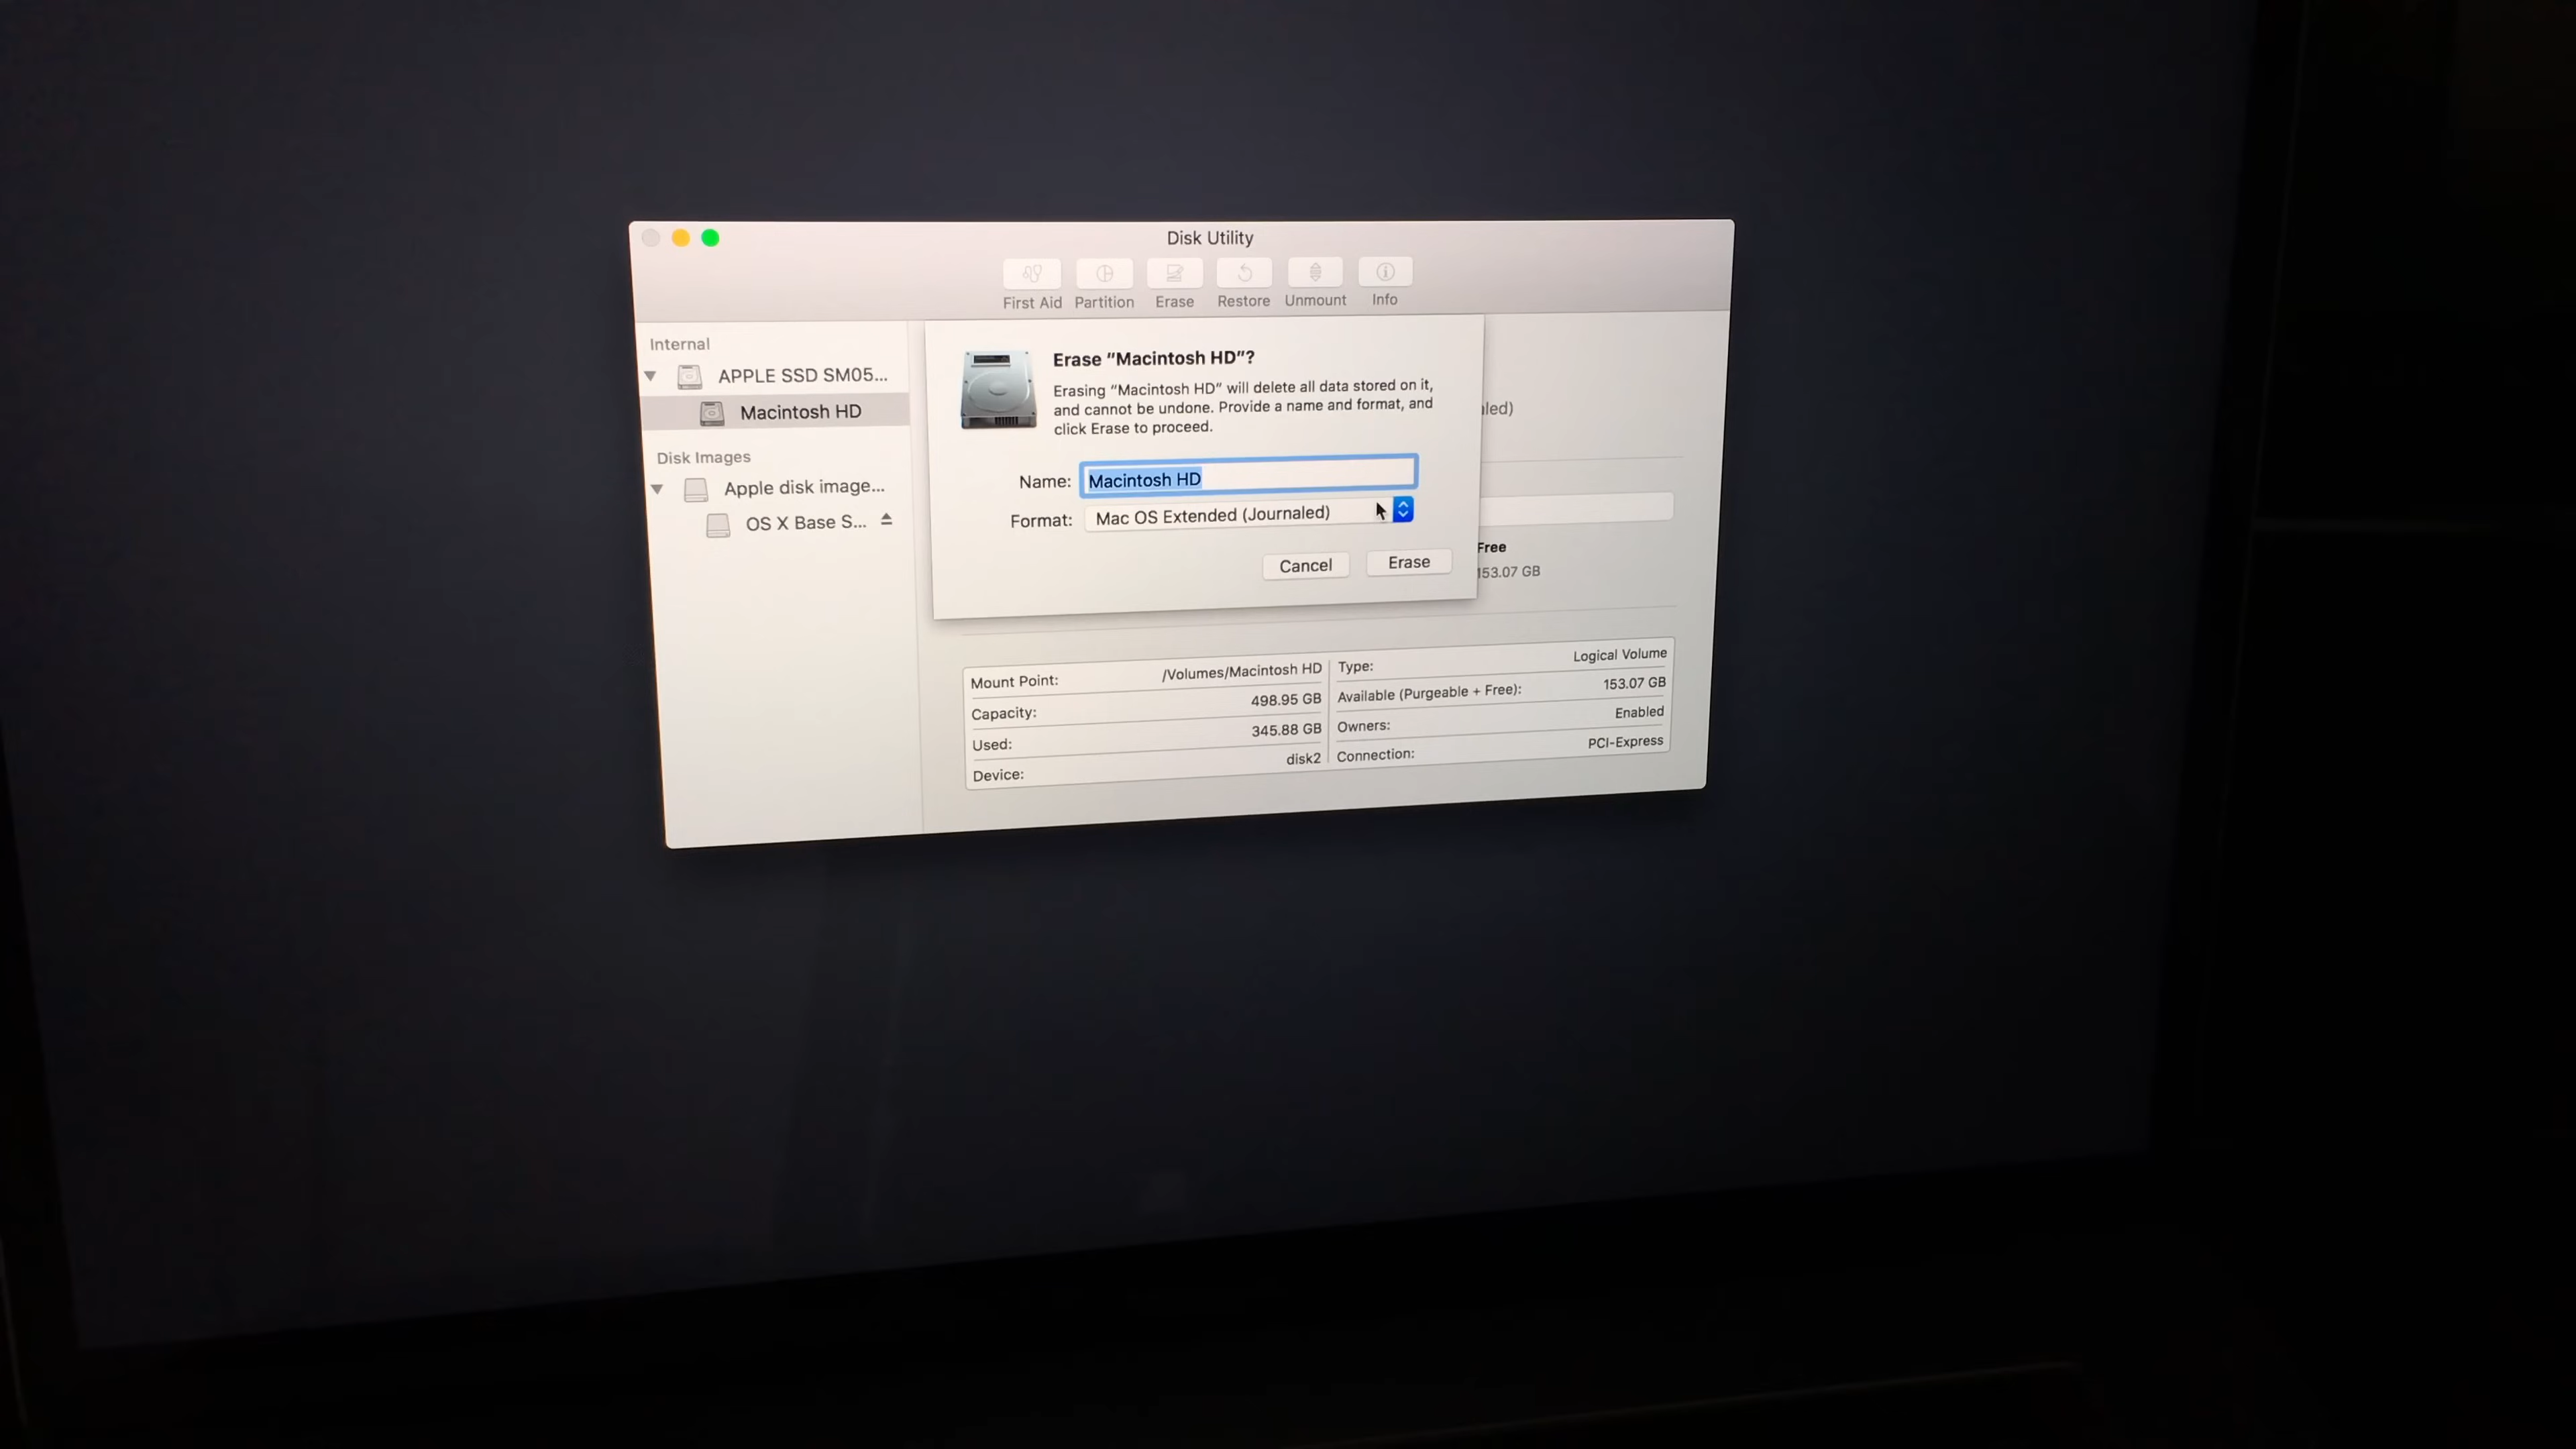 Disk Utility
First Aid
Partition
Erase
Restore
Unmount
Info
Internal
APPLE SSD SM05...
Macintosh HD
Disk Images
Apple disk image...
OS X Base S...
Erase “Macintosh HD”?
Erasing “Macintosh HD” will delete all data stored on it,
and cannot be undone. Provide a name and format, and
click Erase to proceed.
Name: Macintosh HD
Format: Mac OS Extended (Journaled)
Cancel
Erase
led)
Free
153.07 GB
Mount Point: /Volumes/Macintosh HD
Capacity: 498.95 GB
Used: 345.88 GB
Device: disk2
Type: Logical Volume
Available (Purgeable + Free): 153.07 GB
Owners: Enabled
Connection: PCI-Express